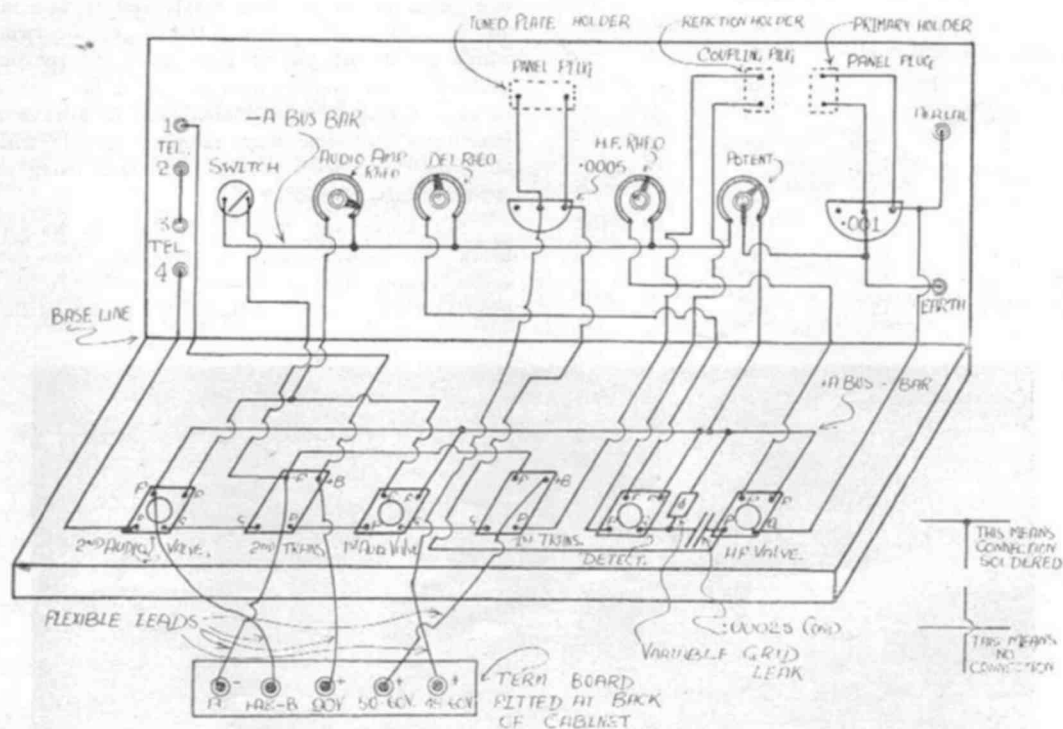 TUNED PLATE HOLDER
REACTION HOLDER
PRIMARY HOLDER
COUPLING PLUG
PANEL PLUG
PANEL PLUG
AERIAL
-A BUS BAR
1
TEL.
2
SWITCH
AUDIO AMP
RHEO
DET. RHEO
.0005
H.F. RHEO
POTENT.
3
TEL.
4
.001
EARTH
BASE LINE
+A BUS-BAR
F
F
+B
F
F
+B
F
F
F
P
S
P
S
P
P
G
2ND AUDIO VALVE.
2ND TRANS.
1ST AUDIO VALVE
1ST TRANS.
DETECT.
H.F. VALVE.
THIS MEANS
CONNECTION
SOLDERED
FLEXIBLE LEADS
.00025
VARIABLE GRID
LEAK
THIS MEANS
NO
CONNECTION
- + + +
90V. 50-60V. 45-60V.
TERM BOARD
FITTED AT BACK
OF CABINET